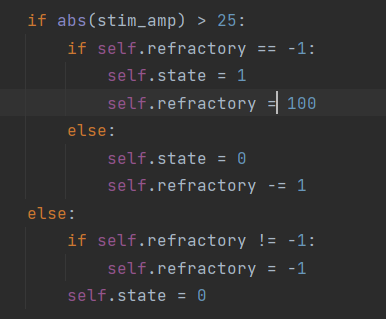 if abs(stim_amp) > 25:
    if self.refractory == -1:
        self.state = 1
        self.refractory = 100
    else:
        self.state = 0
        self.refractory -= 1
else:
    if self.refractory != -1:
        self.refractory = -1
    self.state = 0